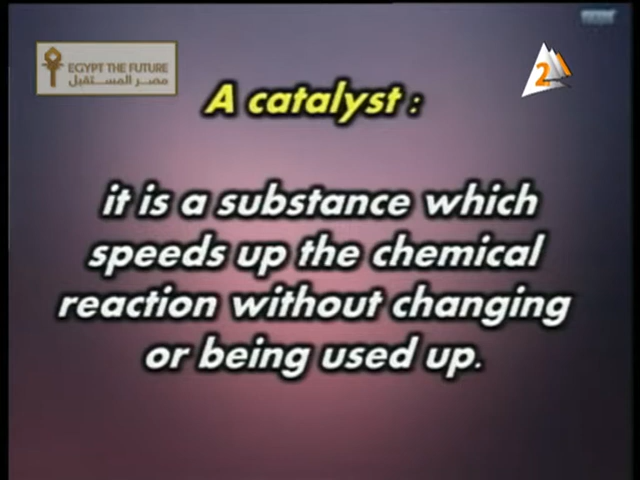 EGYPT THE FUTURE
مصر المستقبل
2
A catalyst :
it is a substance which
speeds up the chemical
reaction without changing
or being used up.